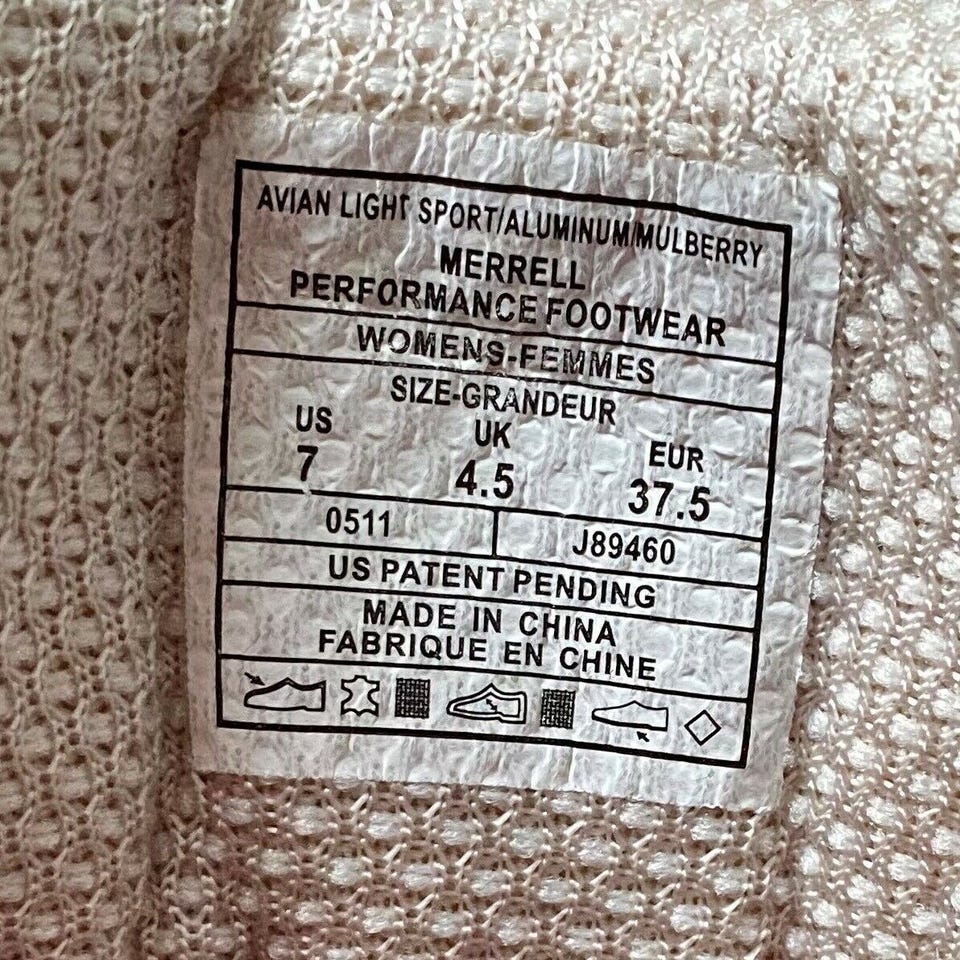 AVIAN LIGHT SPORT/ALUMINUM/MULBERRY
MERRELL
PERFORMANCE FOOTWEAR
WOMENS-FEMMES
SIZE-GRANDEUR
US UK EUR
7 4.5 37.5
0511 J89460
US PATENT PENDING
MADE IN CHINA
FABRIQUE EN CHINE